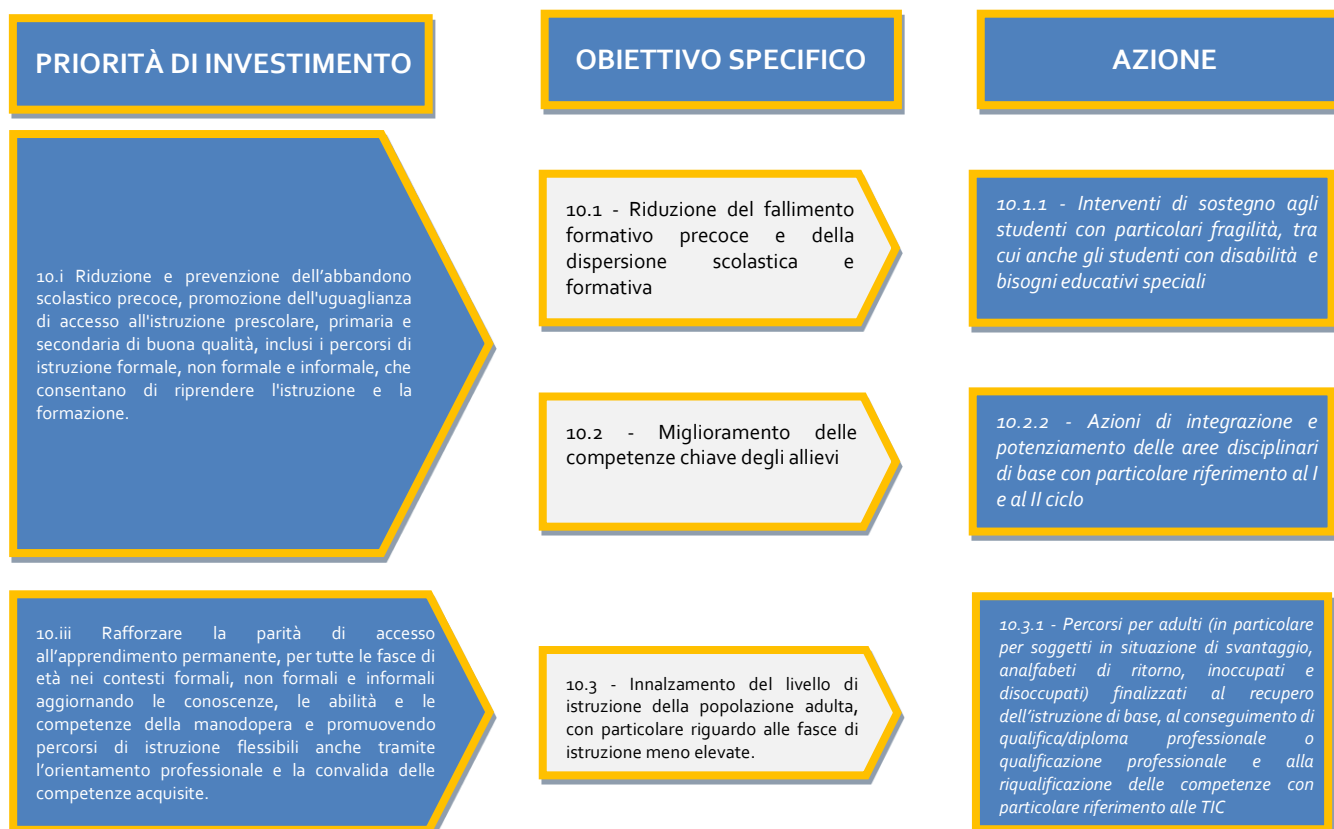 PRIORITÀ DI INVESTIMENTO
OBIETTIVO SPECIFICO
AZIONE
10.i Riduzione e prevenzione dell’abbandono
scolastico precoce, promozione dell'uguaglianza
di accesso all'istruzione prescolare, primaria e
secondaria di buona qualità, inclusi i percorsi di
istruzione formale, non formale e informale, che
consentano di riprendere l'istruzione e la
formazione.
10.1 - Riduzione del fallimento
formativo precoce e della
dispersione scolastica e
formativa
10.1.1 - Interventi di sostegno agli
studenti con particolari fragilità, tra
cui anche gli studenti con disabilità e
bisogni educativi speciali
10.2 - Miglioramento delle
competenze chiave degli allievi
10.2.2 - Azioni di integrazione e
potenziamento delle aree disciplinari
di base con particolare riferimento al I
e al II ciclo
10.iii Rafforzare la parità di accesso
all’apprendimento permanente, per tutte le fasce di
età nei contesti formali, non formali e informali
aggiornando le conoscenze, le abilità e le
competenze della manodopera e promuovendo
percorsi di istruzione flessibili anche tramite
l’orientamento professionale e la convalida delle
competenze acquisite.
10.3 - Innalzamento del livello di
istruzione della popolazione adulta,
con particolare riguardo alle fasce di
istruzione meno elevate.
10.3.1 - Percorsi per adulti (in particolare
per soggetti in situazione di svantaggio,
analfabeti di ritorno, inoccupati e
disoccupati) finalizzati al recupero
dell’istruzione di base, al conseguimento di
qualifica/diploma professionale o
qualificazione professionale e alla
riqualificazione delle competenze con
particolare riferimento alle TIC